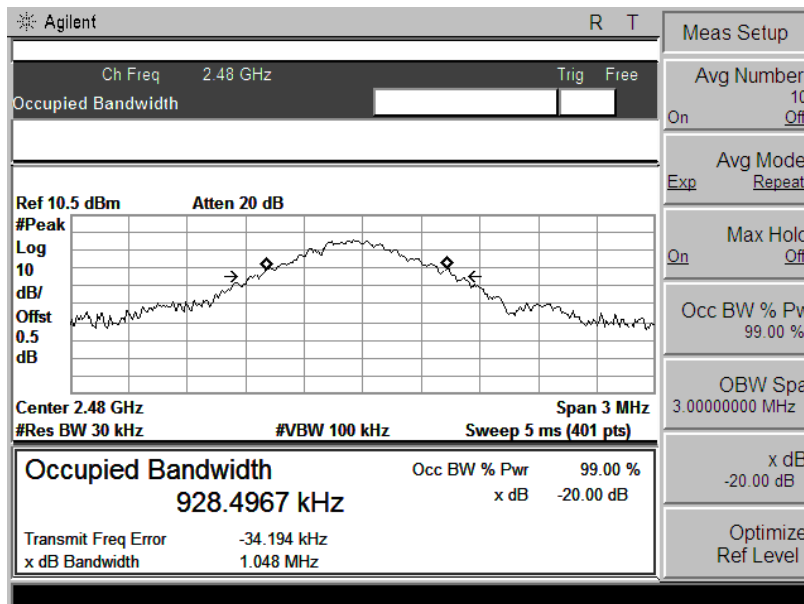 Agilent R T
Meas Setup
Ch Freq 2.48 GHz Trig Free
Occupied Bandwidth
Avg Number
10
On Off
Avg Mode
Exp Repeat
Max Hold
On Off
Occ BW % Pw
99.00 %
OBW Spa
3.00000000 MHz
x dB
-20.00 dB
Optimize
Ref Level
Ref 10.5 dBm Atten 20 dB
#Peak
Log
10
dB/
Offst
0.5
dB
Center 2.48 GHz Span 3 MHz
#Res BW 30 kHz #VBW 100 kHz Sweep 5 ms (401 pts)
Occupied Bandwidth
928.4967 kHz
Occ BW % Pwr 99.00 %
x dB -20.00 dB
Transmit Freq Error -34.194 kHz
x dB Bandwidth 1.048 MHz